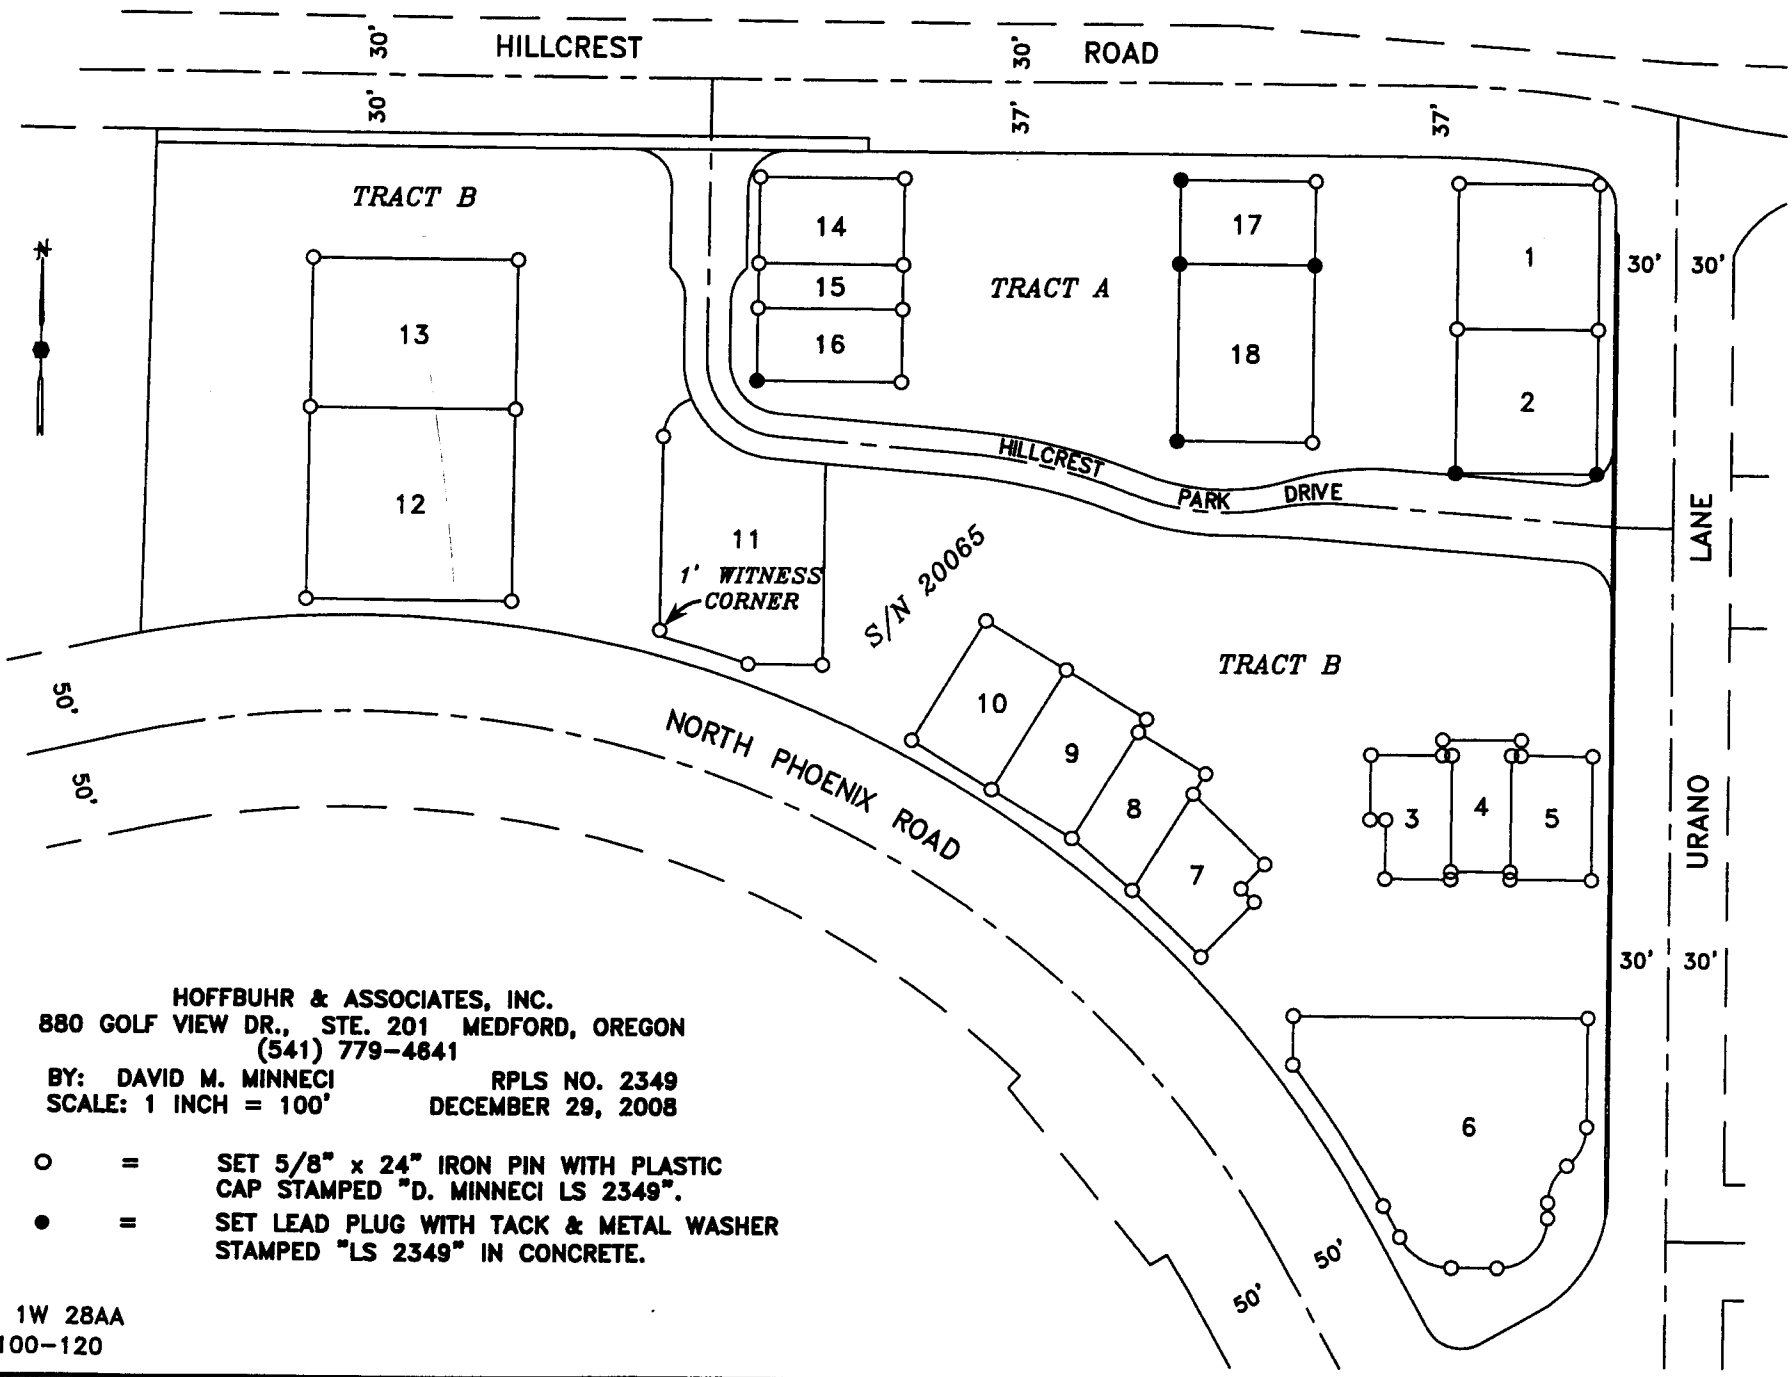 HILLCREST ROAD
30' 30'
30' 37' 37'
TRACT B
N
14
15
16
TRACT A
17
18
1
2
30' 30'
13
12
HILLCREST PARK DRIVE
11
1' WITNESS
CORNER
S/N 20065
TRACT B
LANE
URANO
50'
50'
NORTH PHOENIX ROAD
10
9
8
7
3
4
5
30' 30'
6
50'
50'
HOFFBUHR & ASSOCIATES, INC.
880 GOLF VIEW DR., STE. 201 MEDFORD, OREGON
(541) 779-4641
BY: DAVID M. MINNECI RPLS NO. 2349
SCALE: 1 INCH = 100' DECEMBER 29, 2008
O = SET 5/8" x 24" IRON PIN WITH PLASTIC
CAP STAMPED "D. MINNECI LS 2349".
● = SET LEAD PLUG WITH TACK & METAL WASHER
STAMPED "LS 2349" IN CONCRETE.
1W 28AA
100-120